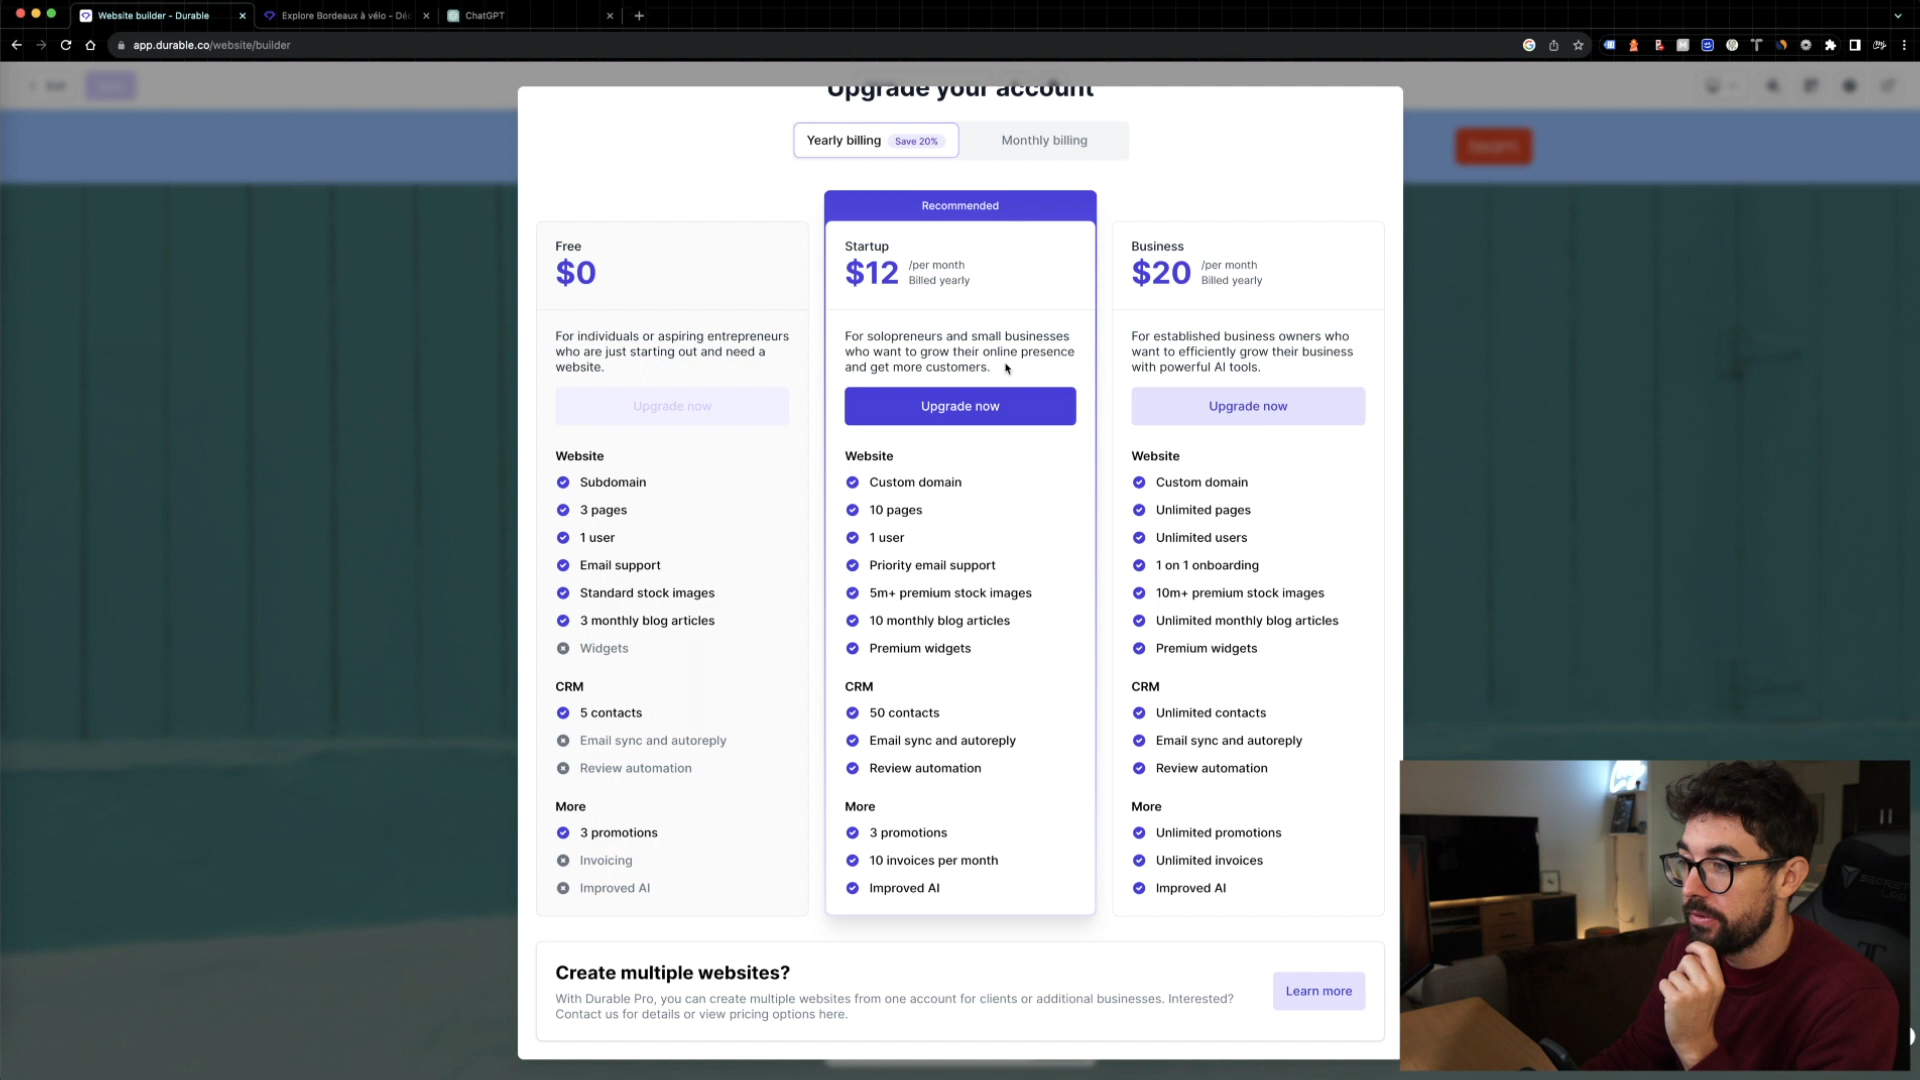 Website builder - Durable
Explore Bordeaux à vélo - Déc
ChatGPT
app.durable.co/website/builder
Upgrade your account
Yearly billing Save 20%
Monthly billing
Recommended
Free
$0
For individuals or aspiring entrepreneurs
who are just starting out and need a
website.
Upgrade now
Website
Subdomain
3 pages
1 user
Email support
Standard stock images
3 monthly blog articles
Widgets
CRM
5 contacts
Email sync and autoreply
Review automation
More
3 promotions
Invoicing
Improved AI
Startup
$12 /per month
Billed yearly
For solopreneurs and small businesses
who want to grow their online presence
and get more customers.
Upgrade now
Website
Custom domain
10 pages
1 user
Priority email support
5m+ premium stock images
10 monthly blog articles
Premium widgets
CRM
50 contacts
Email sync and autoreply
Review automation
More
3 promotions
10 invoices per month
Improved AI
Business
$20 /per month
Billed yearly
For established business owners who
want to efficiently grow their business
with powerful AI tools.
Upgrade now
Website
Custom domain
Unlimited pages
Unlimited users
1 on 1 onboarding
10m+ premium stock images
Unlimited monthly blog articles
Premium widgets
CRM
Unlimited contacts
Email sync and autoreply
Review automation
More
Unlimited promotions
Unlimited invoices
Improved AI
Create multiple websites?
With Durable Pro, you can create multiple websites from one account for clients or additional businesses. Interested?
Contact us for details or view pricing options here.
Learn more